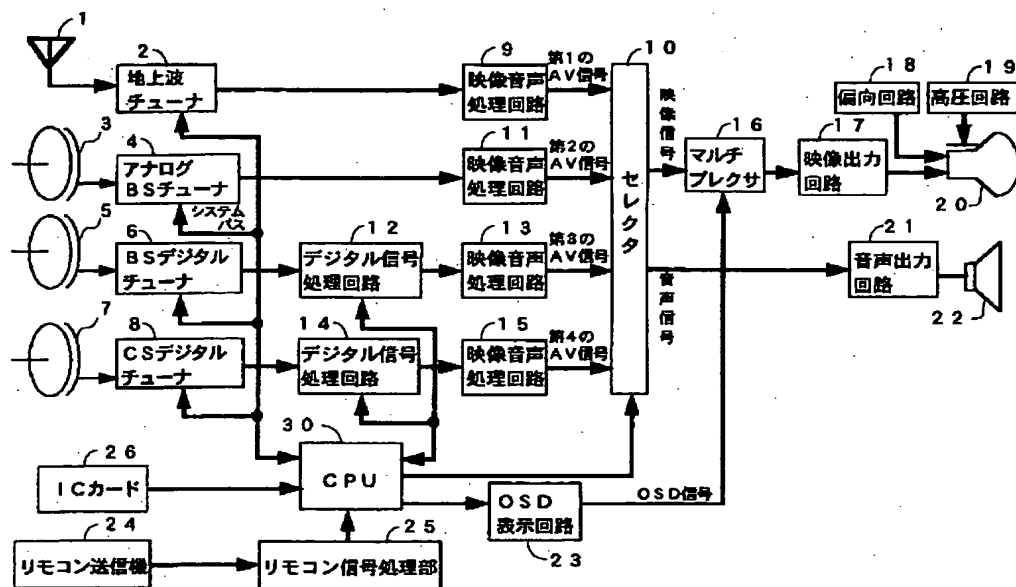 1
2
地上波
チューナ
9
映像音声
処理回路
第1の
AV信号
10
セレクタ
映像信号
音声信号
16
マルチ
プレクサ
17
映像出力
回路
18
偏向回路
19
高圧回路
20
3
4
アナログ
BSチューナ
システム
バス
11
映像音声
処理回路
第2の
AV信号
5
6
BSデジタル
チューナ
12
デジタル信号
処理回路
13
映像音声
処理回路
第3の
AV信号
21
音声出力
回路
22
7
8
CSデジタル
チューナ
14
デジタル信号
処理回路
15
映像音声
処理回路
第4の
AV信号
30
CPU
26
ICカード
OSD
表示回路
23
OSD信号
24
リモコン送信機
25
リモコン信号処理部